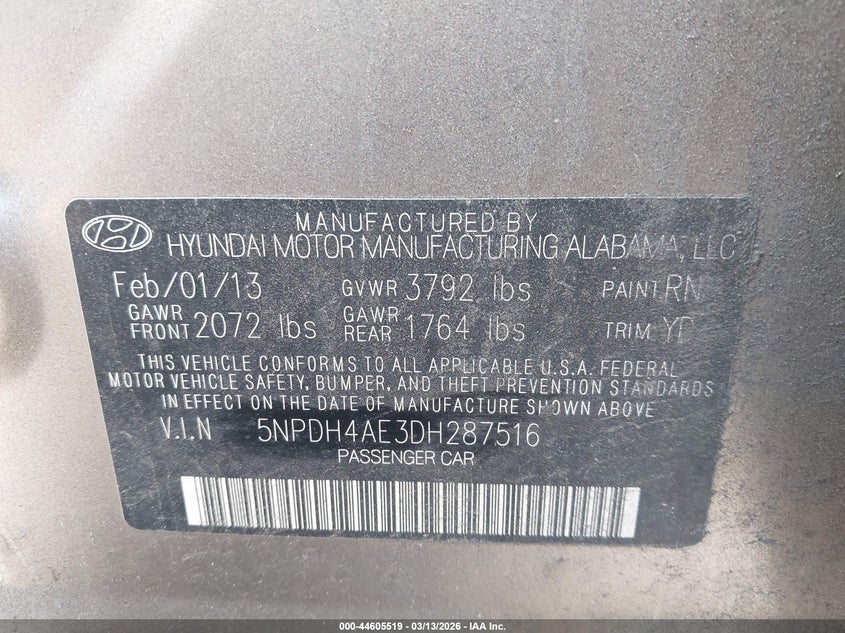 MANUFACTURED BY
HYUNDAI MOTOR MANUFACTURING ALABAMA, LLC
Feb/01/13 GVWR 3792 lbs PAINT RN
GAWR FRONT 2072 lbs GAWR REAR 1764 lbs TRIM
THIS VEHICLE CONFORMS TO ALL APPLICABLE U.S.A. FEDERAL
MOTOR VEHICLE SAFETY, BUMPER, AND THEFT PREVENTION STANDARDS
IN EFFECT ON THE DATE OF MANUFACTURE SHOWN ABOVE
V.I.N 5NPDH4AE3DH287516
PASSENGER CAR
000-44605519 - 03/13/2026 - IAA Inc.